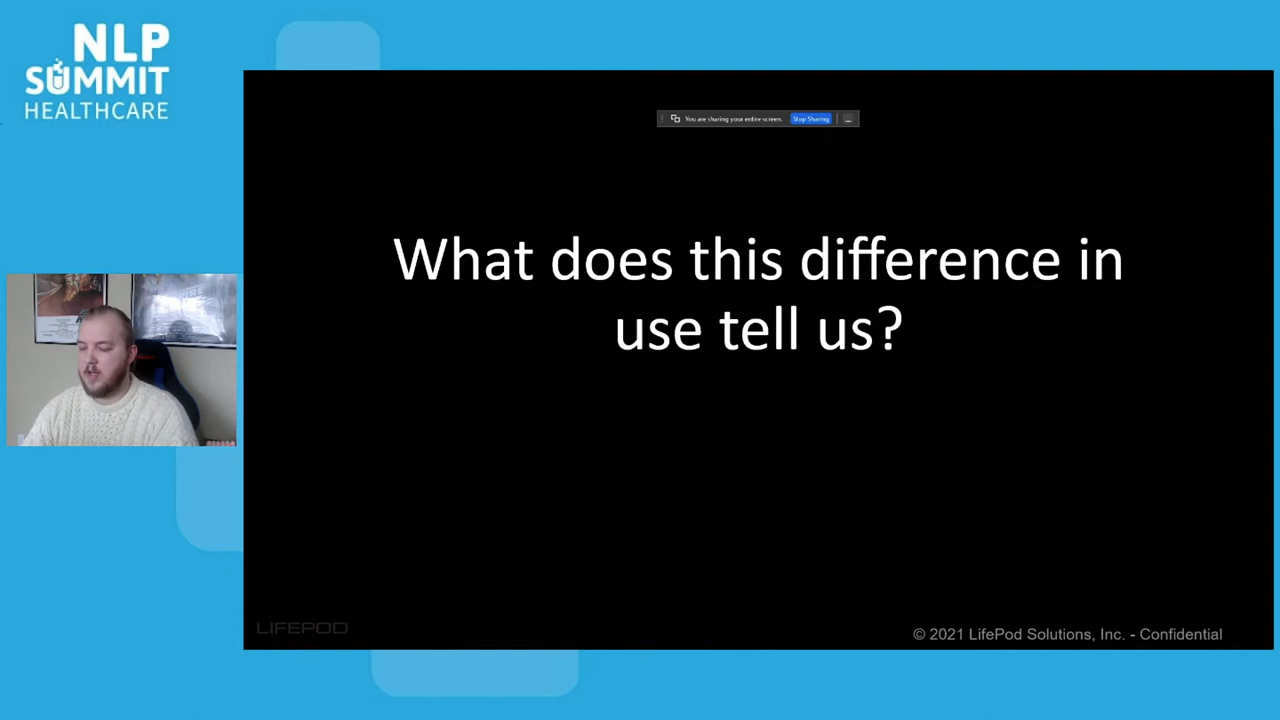 NLP
SUMMIT
HEALTHCARE
You are sharing your entire screen. Stop Sharing
What does this difference in
use tell us?
LIFEPOD
© 2021 LifePod Solutions, Inc. - Confidential